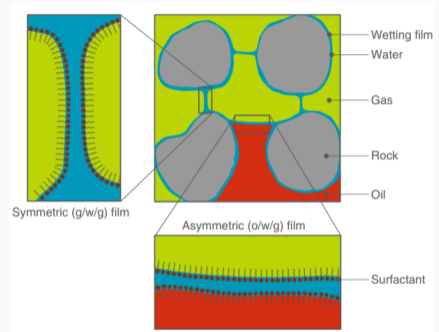 Wetting film
Water
Gas
Rock
Oil
Symmetric (g/w/g) film
Asymmetric (o/w/g) film
Surfactant